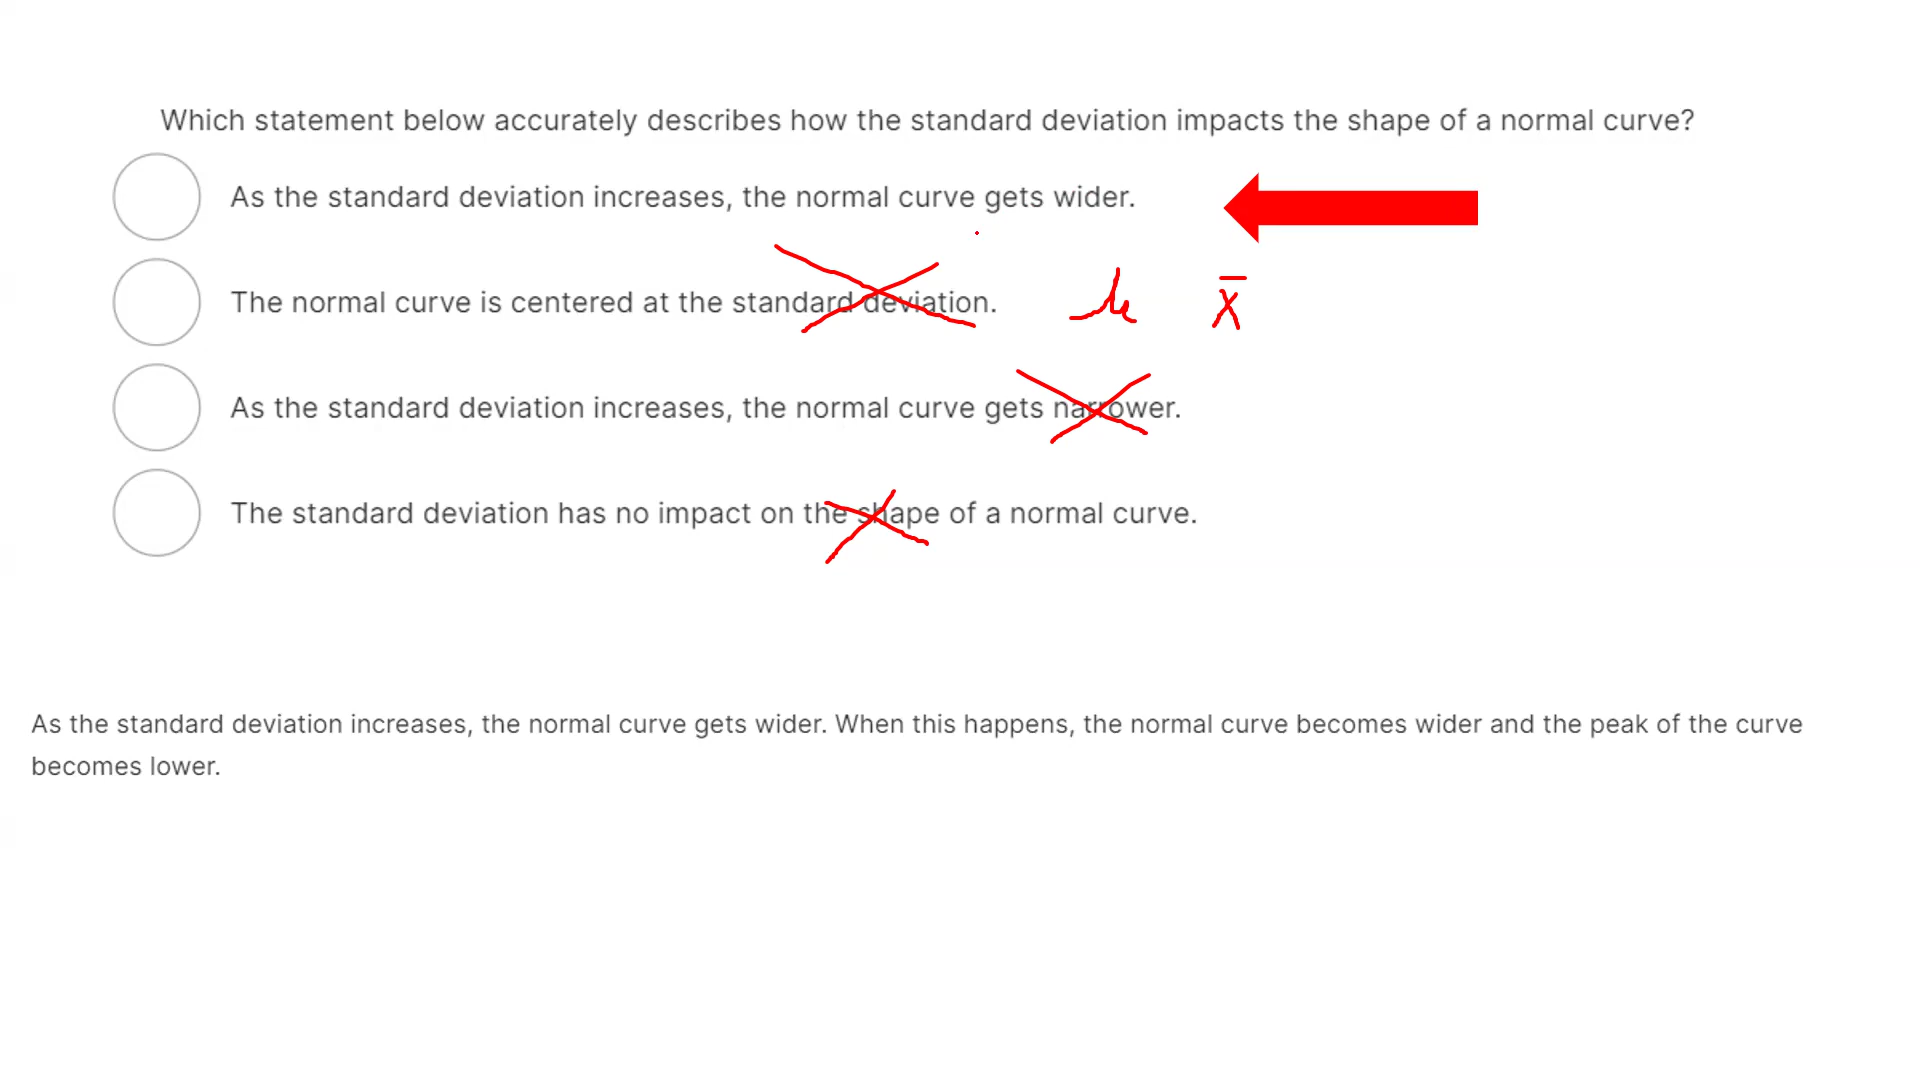 Which statement below accurately describes how the standard deviation impacts the shape of a normal curve?
As the standard deviation increases, the normal curve gets wider.
The normal curve is centered at the standard deviation. μ x̄
As the standard deviation increases, the normal curve gets narrower.
The standard deviation has no impact on the shape of a normal curve.
As the standard deviation increases, the normal curve gets wider. When this happens, the normal curve becomes wider and the peak of the curve
becomes lower.